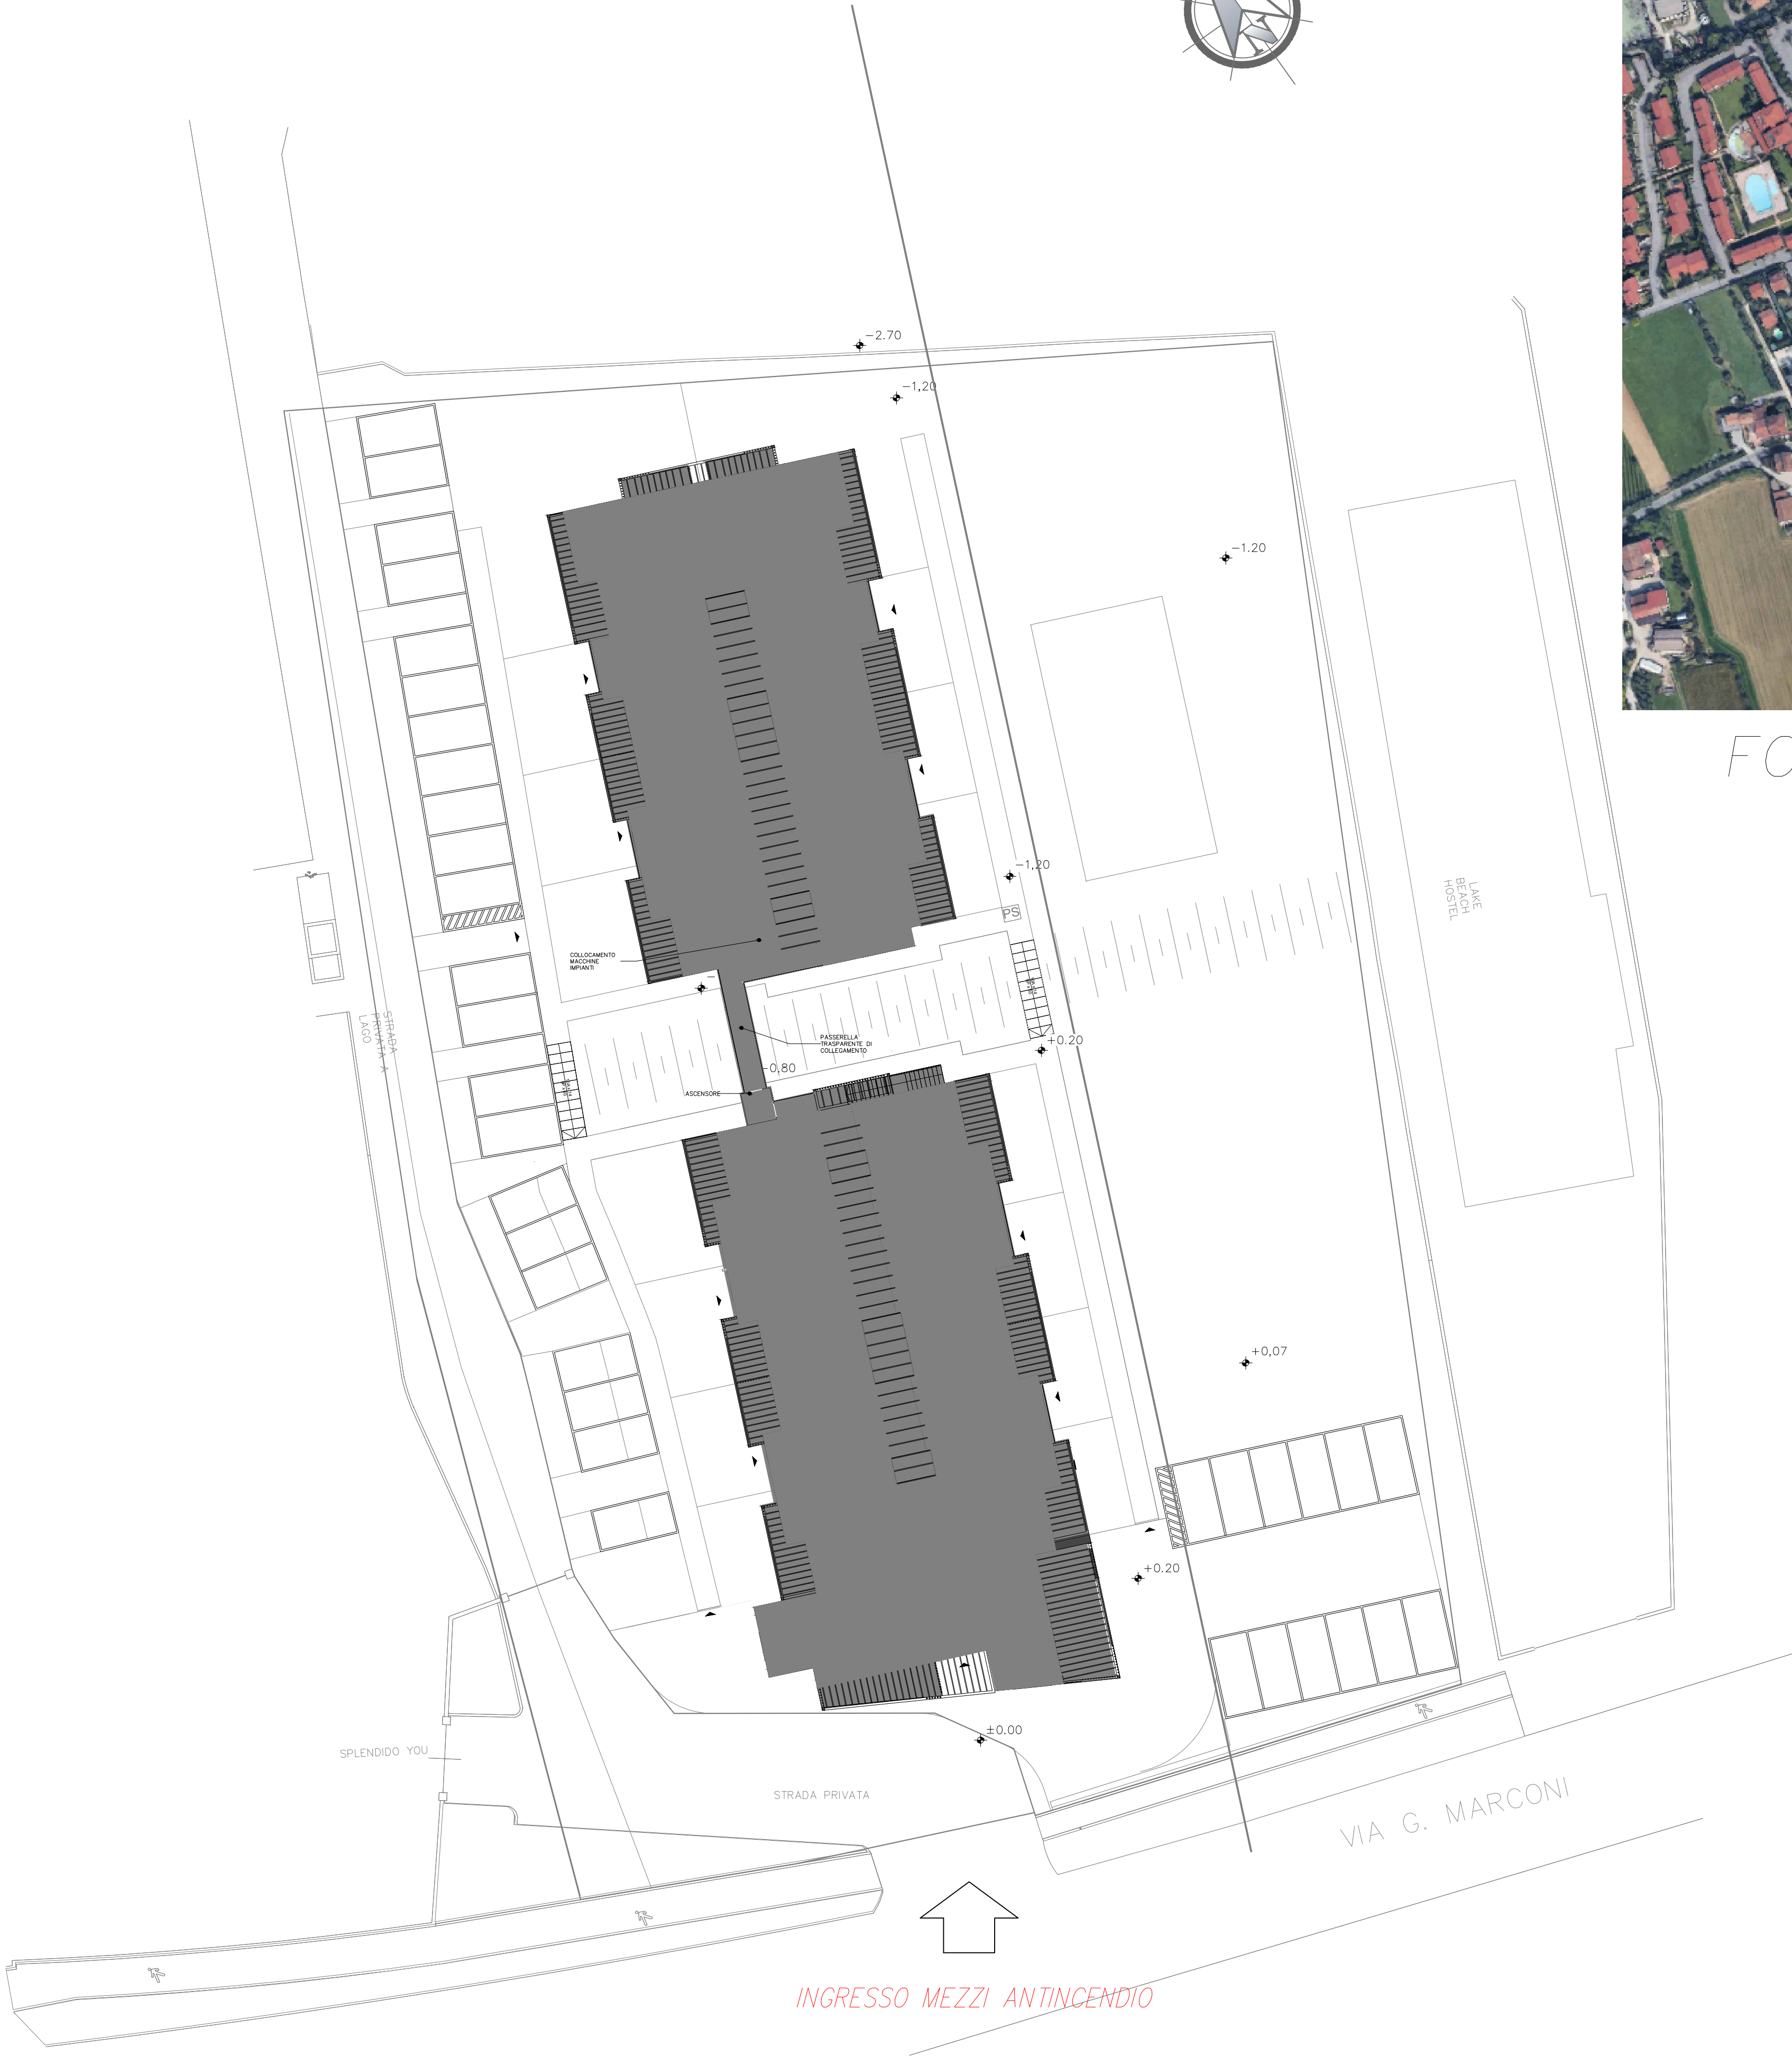 N
-2.70
-1,20
-1.20
FO
-1,20
PS
LAKE
BEACH
HOSTEL
COLLOCAMENTO
MACCHINE
IMPIANTI
STRADA
PRIVATA A
LAGO
PASSERELLA
TRASPARENTE DI
COLLEGAMENTO
+0.20
-0,80
ASCENSORE
+0,07
+0.20
±0.00
SPLENDIDO YOU
STRADA PRIVATA
VIA G. MARCONI
INGRESSO MEZZI ANTINCENDIO